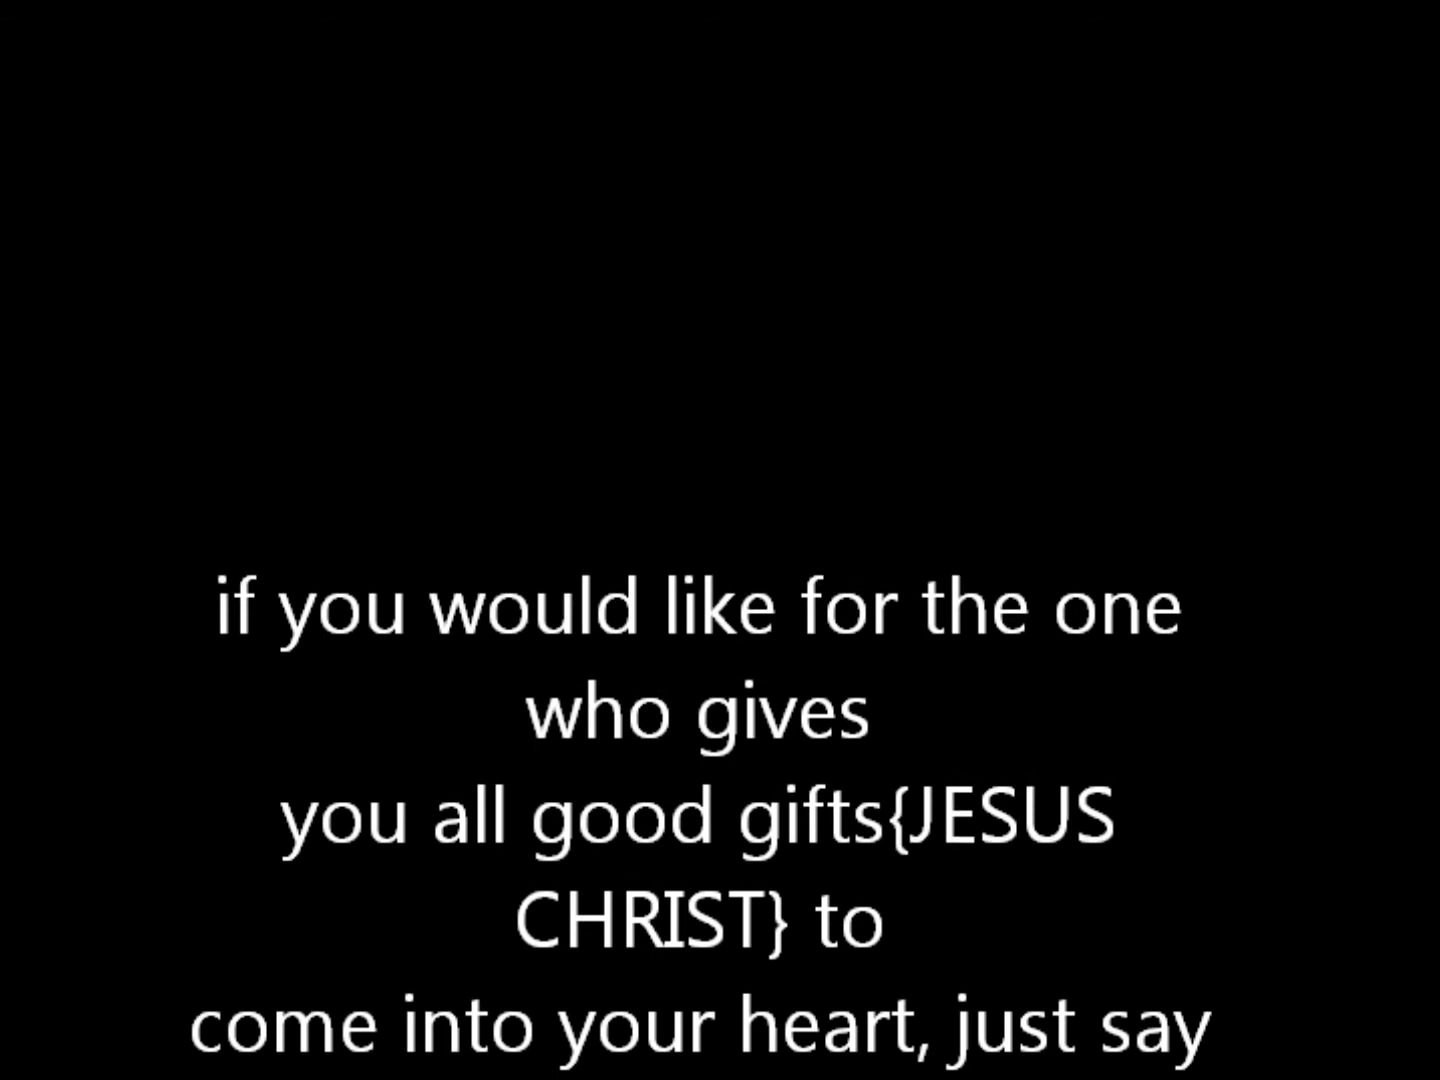 if you would like for the one
who gives
you all good gifts{JESUS
CHRIST} to
come into your heart, just say